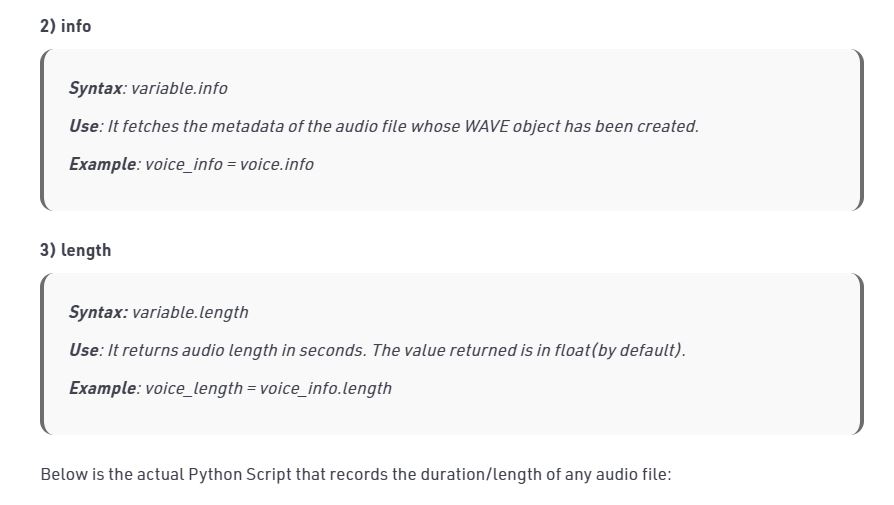 2) info
Syntax: variable.info
Use: It fetches the metadata of the audio file whose WAVE object has been created.
Example: voice_info = voice.info
3) length
Syntax: variable.length
Use: It returns audio length in seconds. The value returned is in float(by default).
Example: voice_length = voice_info.length
Below is the actual Python Script that records the duration/length of any audio file: